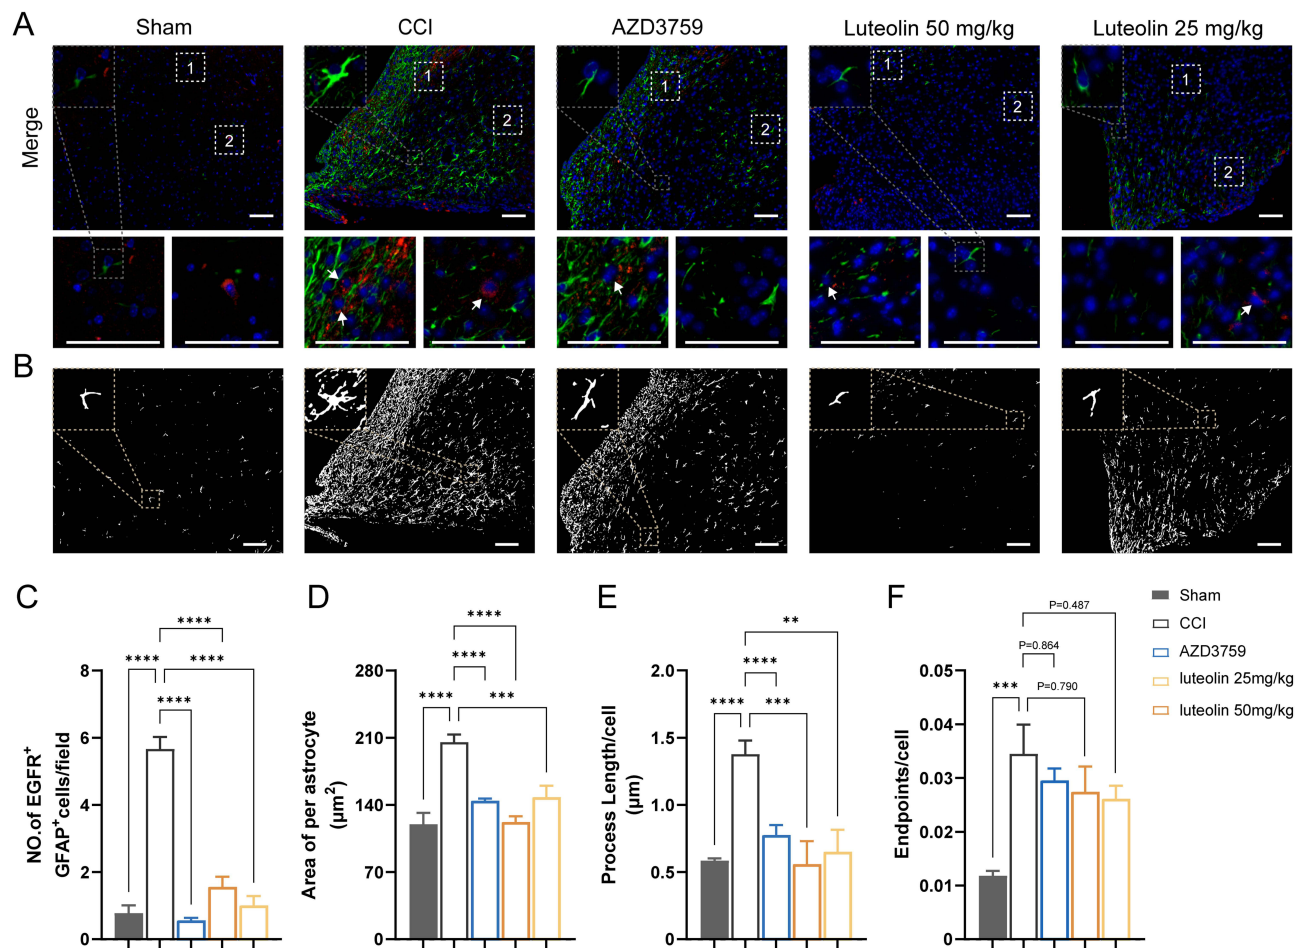 A
Sham
CCI
AZD3759
Luteolin 50 mg/kg
Luteolin 25 mg/kg
Merge
1
2
1
2
1
2
1
2
1
2
B
C
NO.of EGFR+
GFAP+cells/field
8
6
4
2
0
****
****
****
****
D
Area of per astrocyte
(μm2)
280
210
140
70
0
****
****
****
***
E
Process Length/cell
(μm)
2.0
1.5
1.0
0.5
0
**
****
****
***
F
Endpoints/cell
0.05
0.04
0.03
0.02
0.01
0
P=0.487
P=0.864
***
P=0.790
Sham
CCI
AZD3759
luteolin 25mg/kg
luteolin 50mg/kg